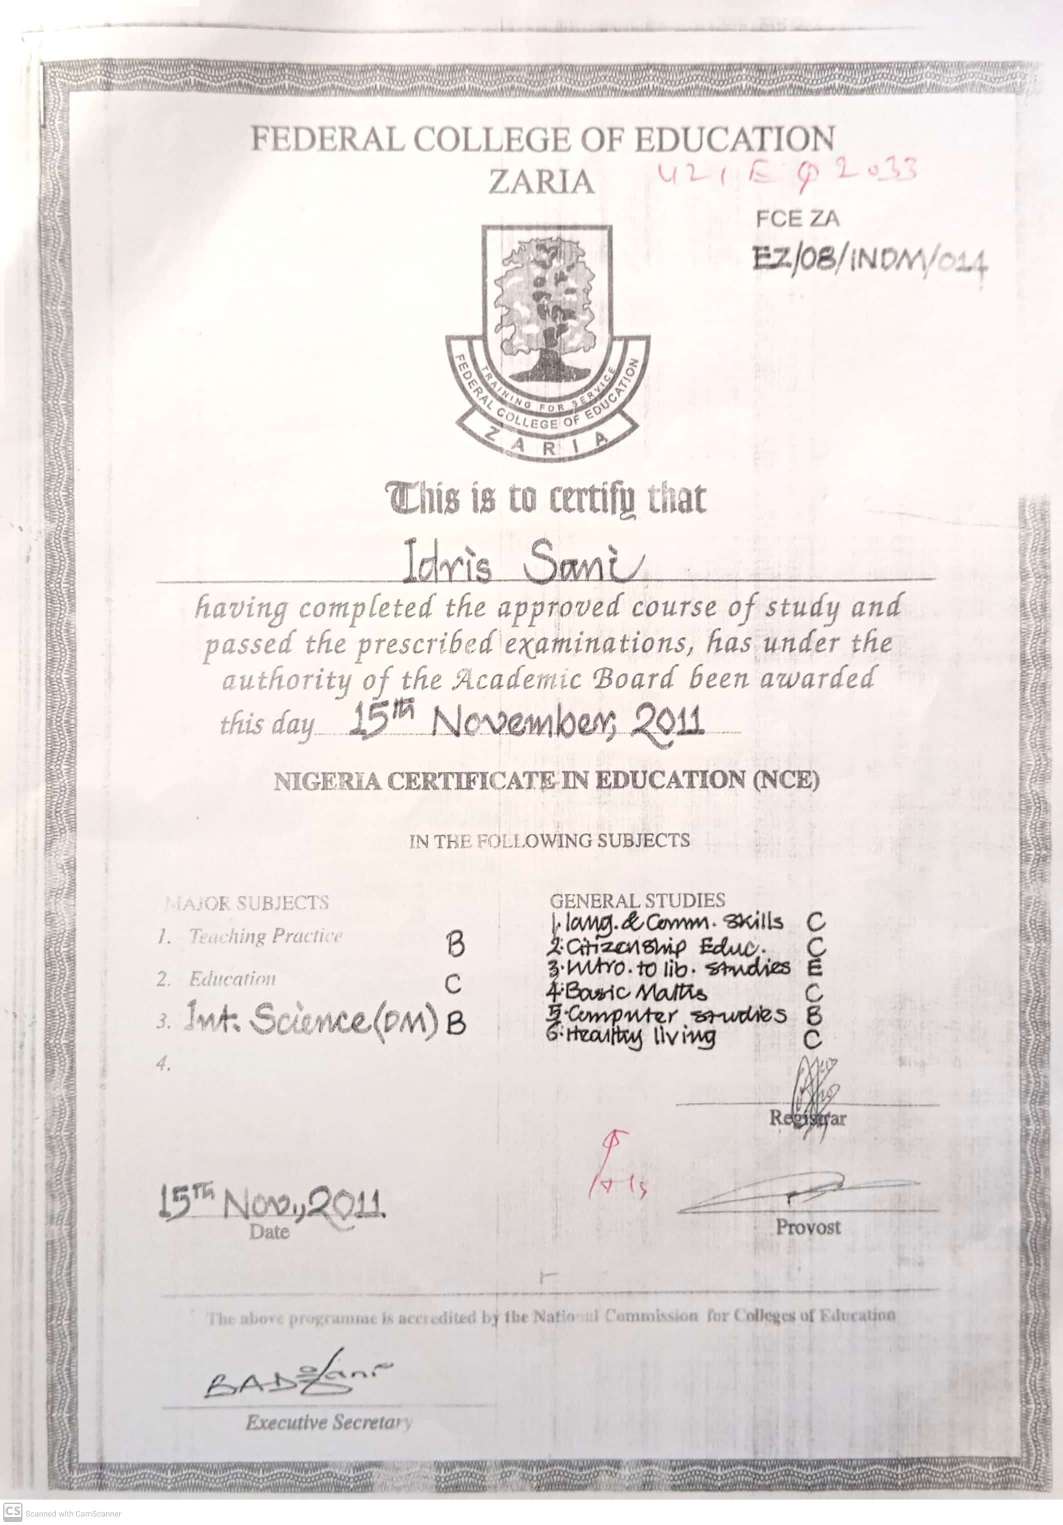 FEDERAL COLLEGE OF EDUCATION
ZARIA
U21E
2033
FCE ZA
EZ/08/INDM/014
TRAINING FOR SERVICE
FEDERAL COLLEGE OF EDUCATION
ZARIA
This is to certify that
Idris Sani
having completed the approved course of study and
passed the prescribed examinations, has under the
authority of the Academic Board been awarded
this day 15th November, 2011
NIGERIA CERTIFICATE IN EDUCATION (NCE)
IN THE FOLLOWING SUBJECTS
MAJOR SUBJECTS
1. Teaching Practice B
2. Education C
3. Int. Science (DM) B
4.
GENERAL STUDIES
1. lang. & Comm. skills C
2. Citizenship Educ. C
3. Intro. to lib. studies E
4. Basic Maths C
5. Computer studies B
6. Healthy living C
Registrar
15TH Nov., 2011.
Date
Provost
The above programme is accredited by the National Commission for Colleges of Education
Executive Secretary
CS Scanned with CamScanner